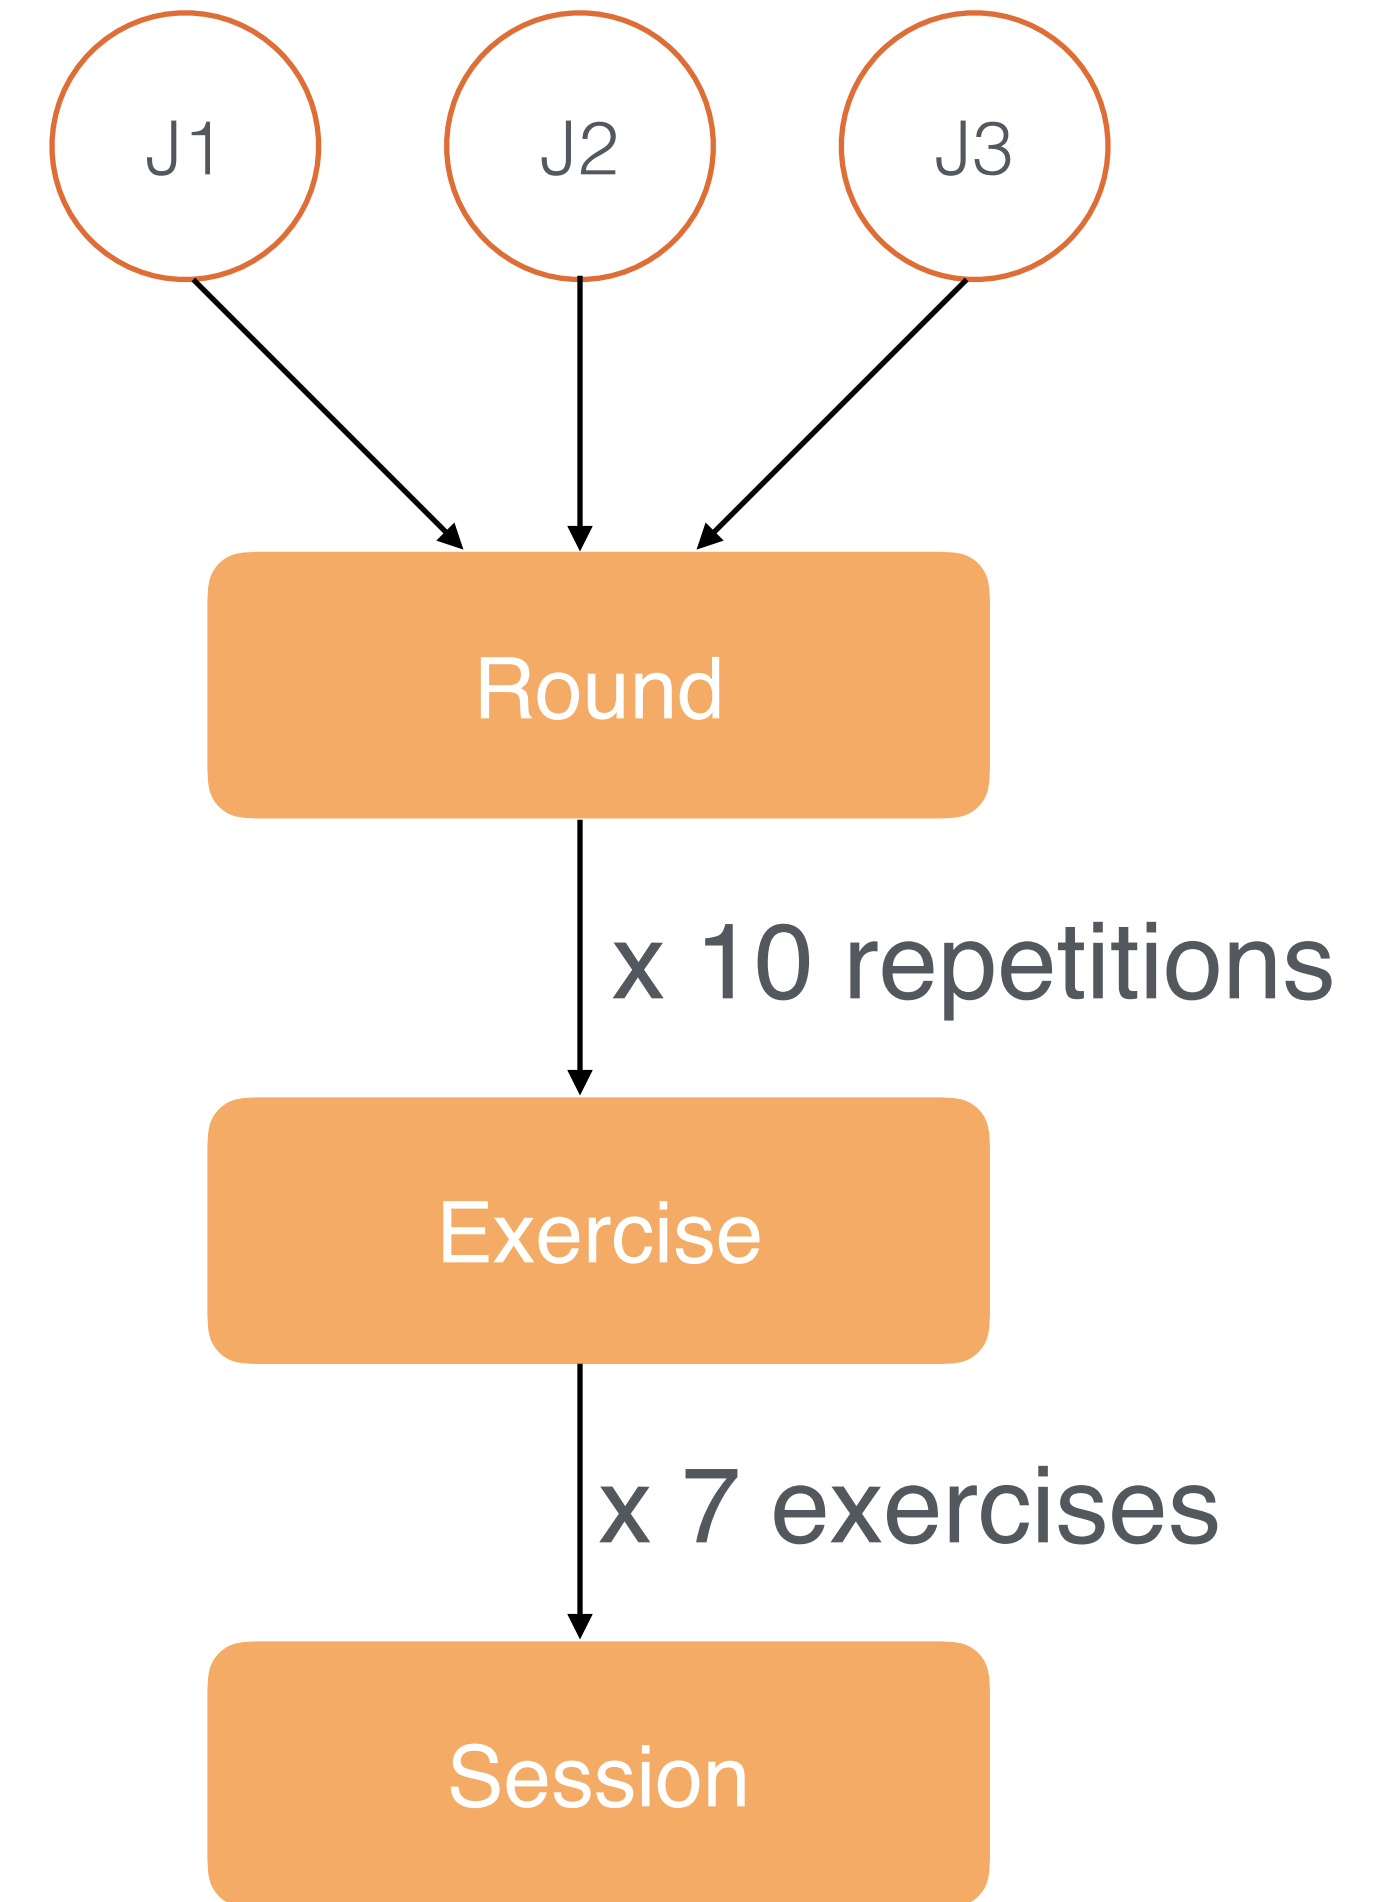 J1
J2
J3
Round
x 10 repetitions
Exercise
x 7 exercises
Session